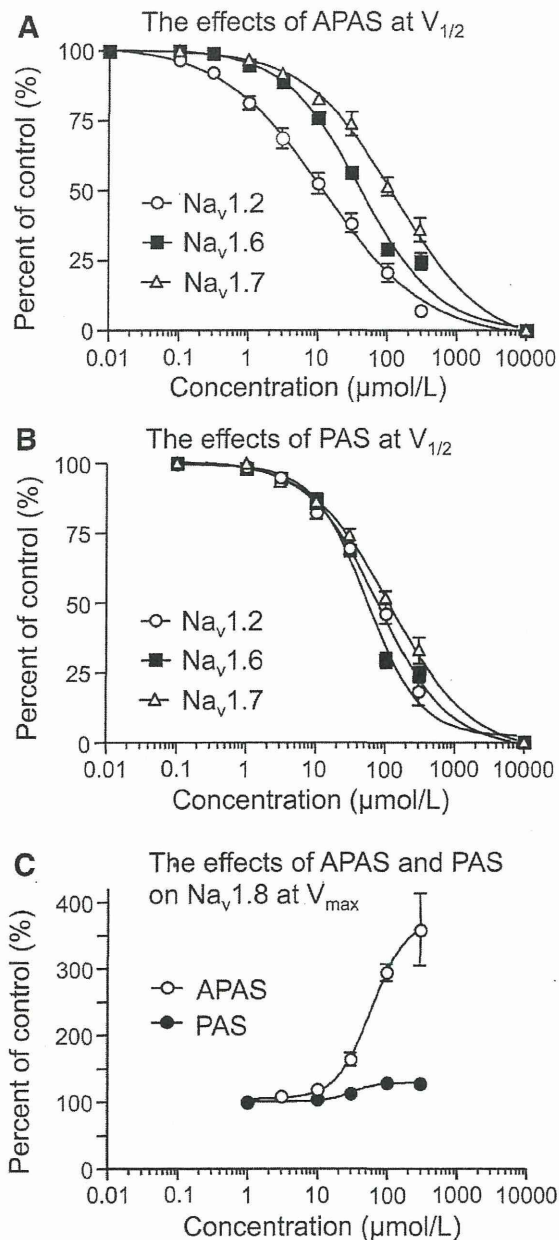 A
The effects of APAS at V1/2
Percent of control (%)
100
75
50
25
0
Nav1.2
Nav1.6
Nav1.7
0.01 0.1 1 10 100 1000 10000
Concentration (µmol/L)
B
The effects of PAS at V1/2
Percent of control (%)
100
75
50
25
0
Nav1.2
Nav1.6
Nav1.7
0.01 0.1 1 10 100 1000 10000
Concentration (µmol/L)
C
The effects of APAS and PAS
on Nav1.8 at Vmax
Percent of control (%)
400
350
150
100
0
APAS
PAS
0.01 0.1 1 10 100 1000 10000
Concentration (µmol/L)